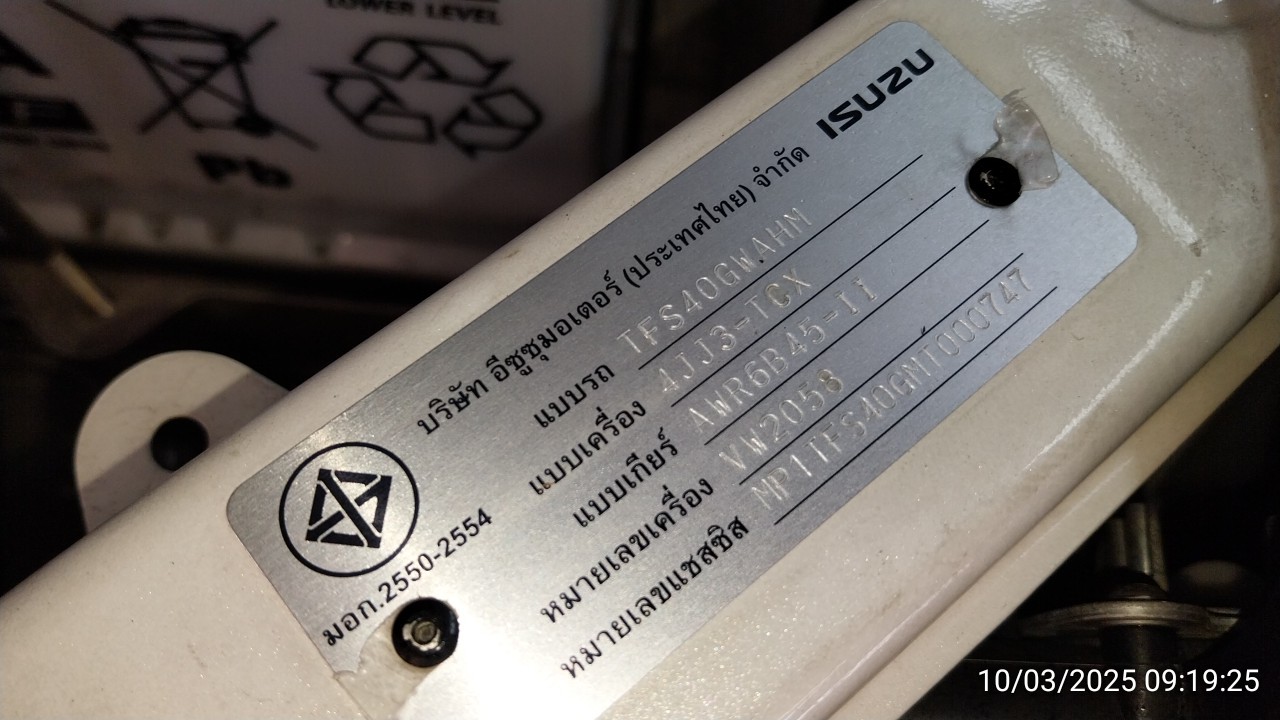 LOWER LEVEL
Pb
ISUZU
บริษัท อีซูซุมอเตอร์ (ประเทศไทย) จำกัด
แบบรถ TFS40GWAHN
แบบเครื่อง 4JJ3-TCX
แบบเกียร์ AWR6B45-II
หมายเลขเครื่อง VW2058
หมายเลขแชสซิส MP1TFS40GNT000747
มอก.2550-2554
10/03/2025 09:19:25